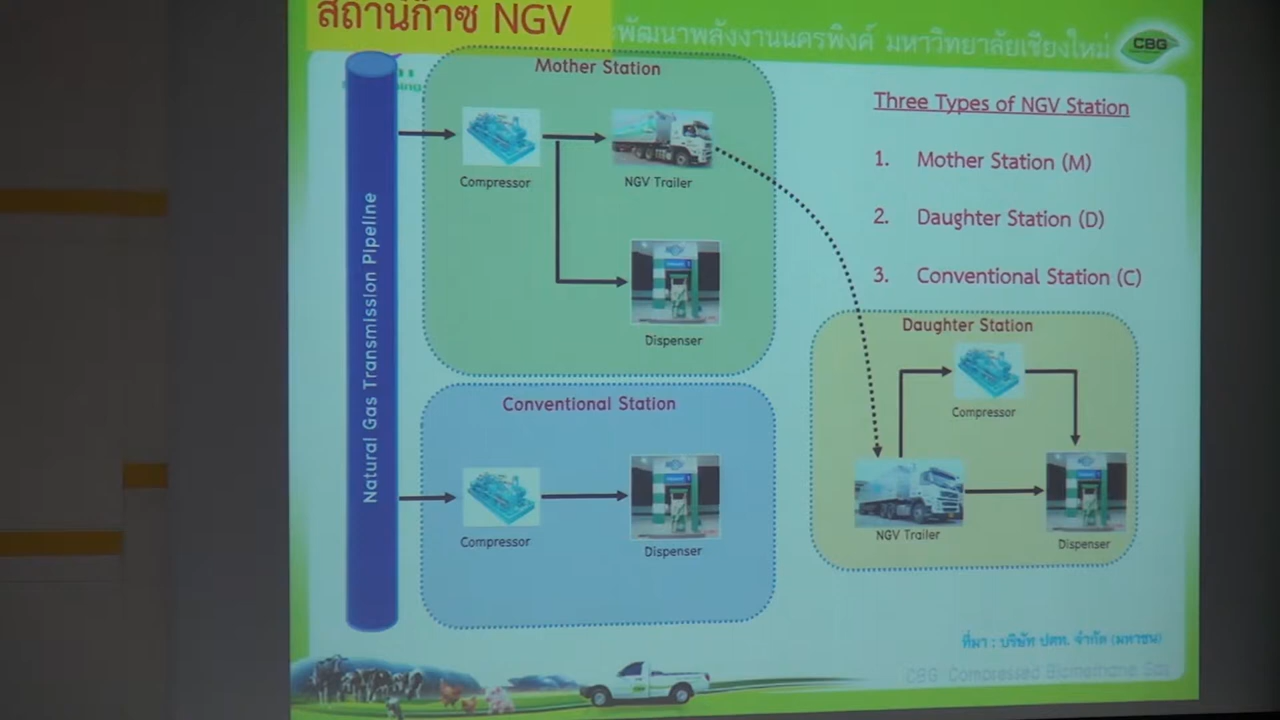 สถานีก๊าซ NGV
พัฒนาพลังงานนครพิงค์ มหาวิทยาลัยเชียงใหม่
CBG
Mother Station
Compressor
NGV Trailer
Dispenser
Natural Gas Transmission Pipeline
Conventional Station
Compressor
Dispenser
Three Types of NGV Station
1. Mother Station (M)
2. Daughter Station (D)
3. Conventional Station (C)
Daughter Station
Compressor
NGV Trailer
Dispenser
ที่มา : บริษัท ปตท. จำกัด (มหาชน)
CBG: Compressed Biomethane Gas